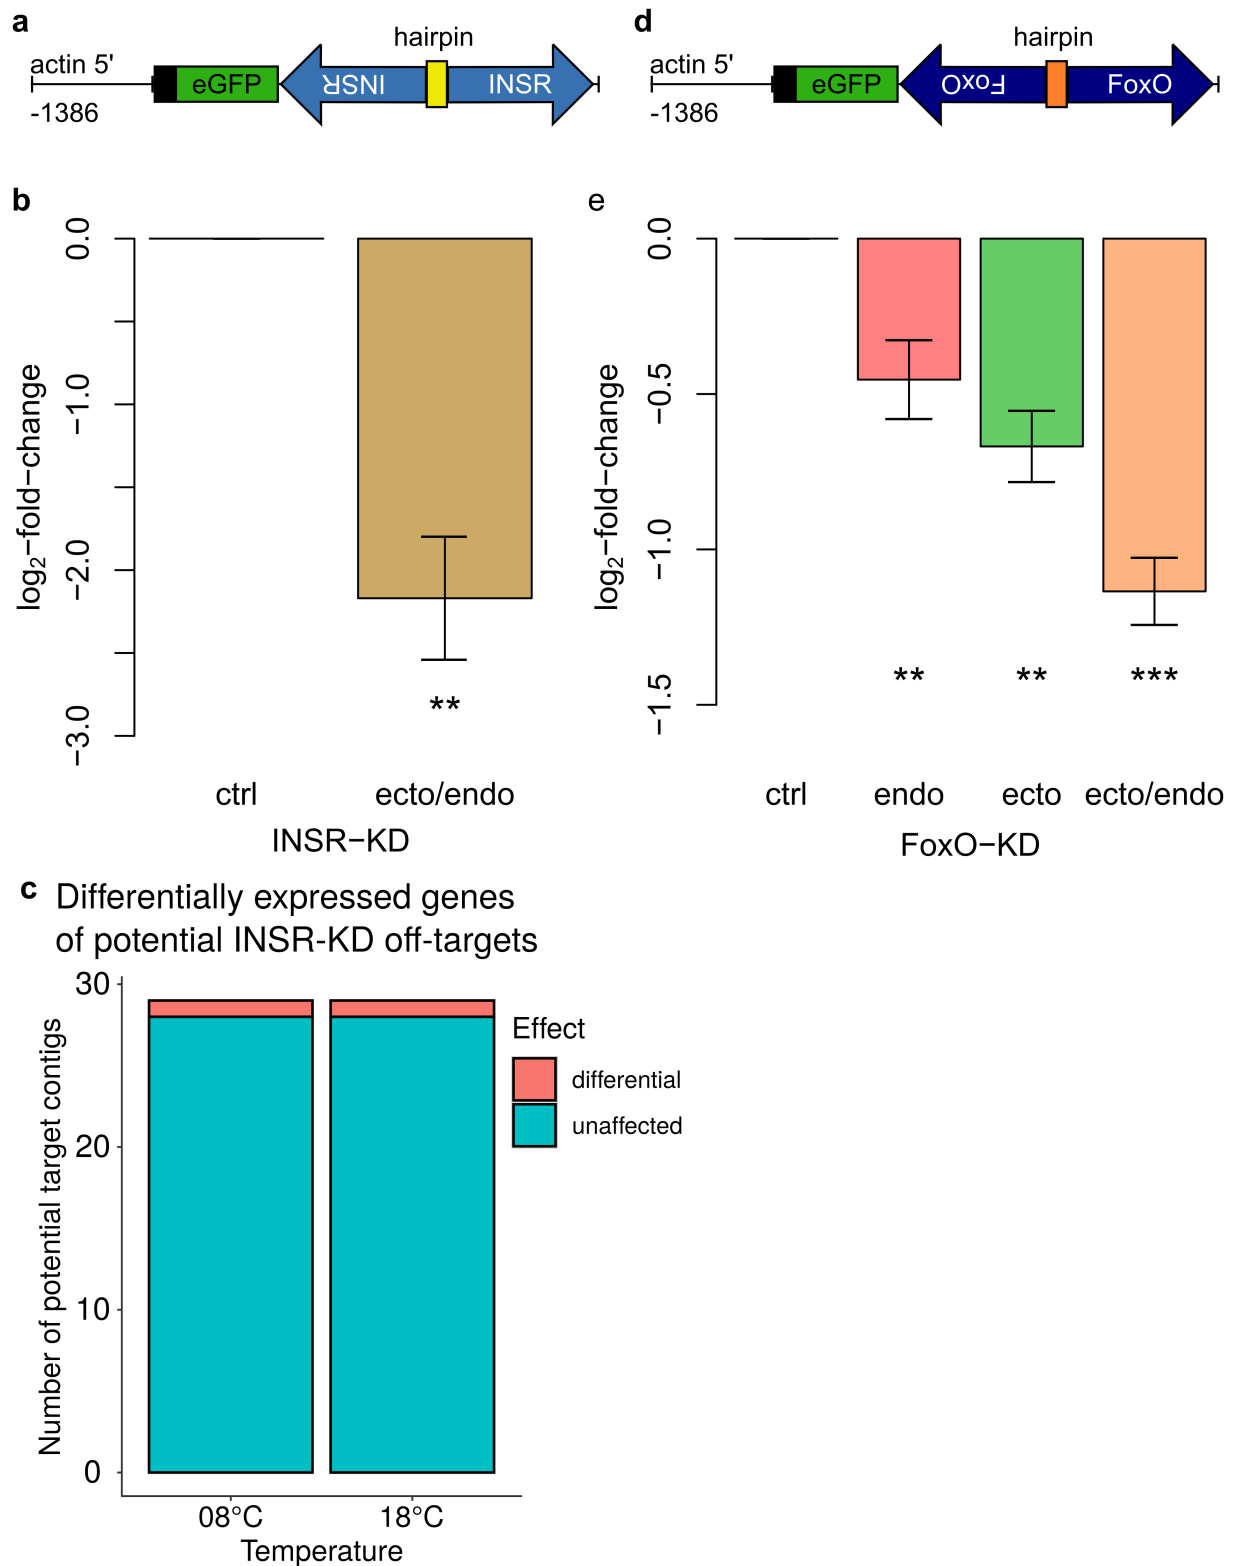 a
hairpin
actin 5'
-1386
eGFP
INSR
INSR
d
hairpin
actin 5'
-1386
eGFP
FoxO
FoxO
b
log2−fold−change
0.0
−1.0
−2.0
−3.0
**
ctrl
ecto/endo
INSR−KD
e
log2−fold−change
0.0
−0.5
−1.0
−1.5
**
**
***
ctrl
endo
ecto
ecto/endo
FoxO−KD
c
Differentially expressed genes
of potential INSR-KD off-targets
Number of potential target contigs
30
20
10
0
08°C
18°C
Temperature
Effect
differential
unaffected